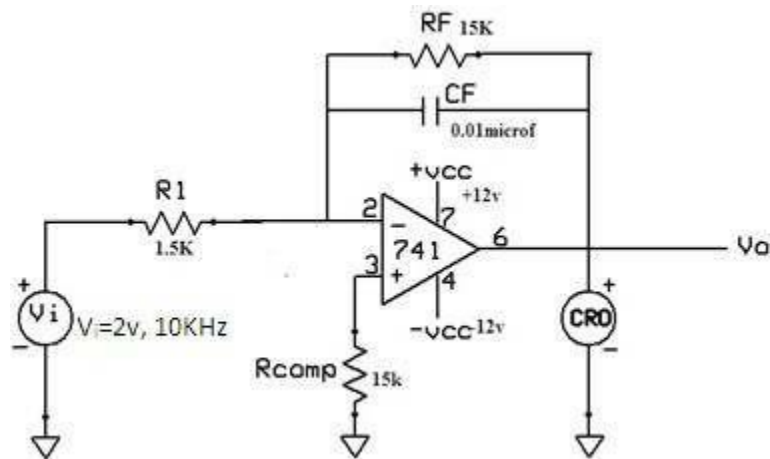 RF 15K
CF
0.01microf
+vcc
+12v
R1
1.5K
2
-
7
741
6
Vo
3
+
4
-vcc -12v
+
Vi
-
Vi=2v, 10KHz
+
CRO
-
Rcomp
15k